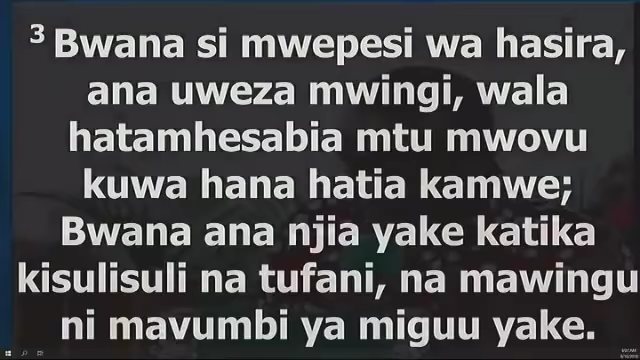 3 Bwana si mwepesi wa hasira,
ana uweza mwingi, wala
hatamhesabia mtu mwovu
kuwa hana hatia kamwe;
Bwana ana njia yake katika
kisulisuli na tufani, na mawingu
ni mavumbi ya miguu yake.